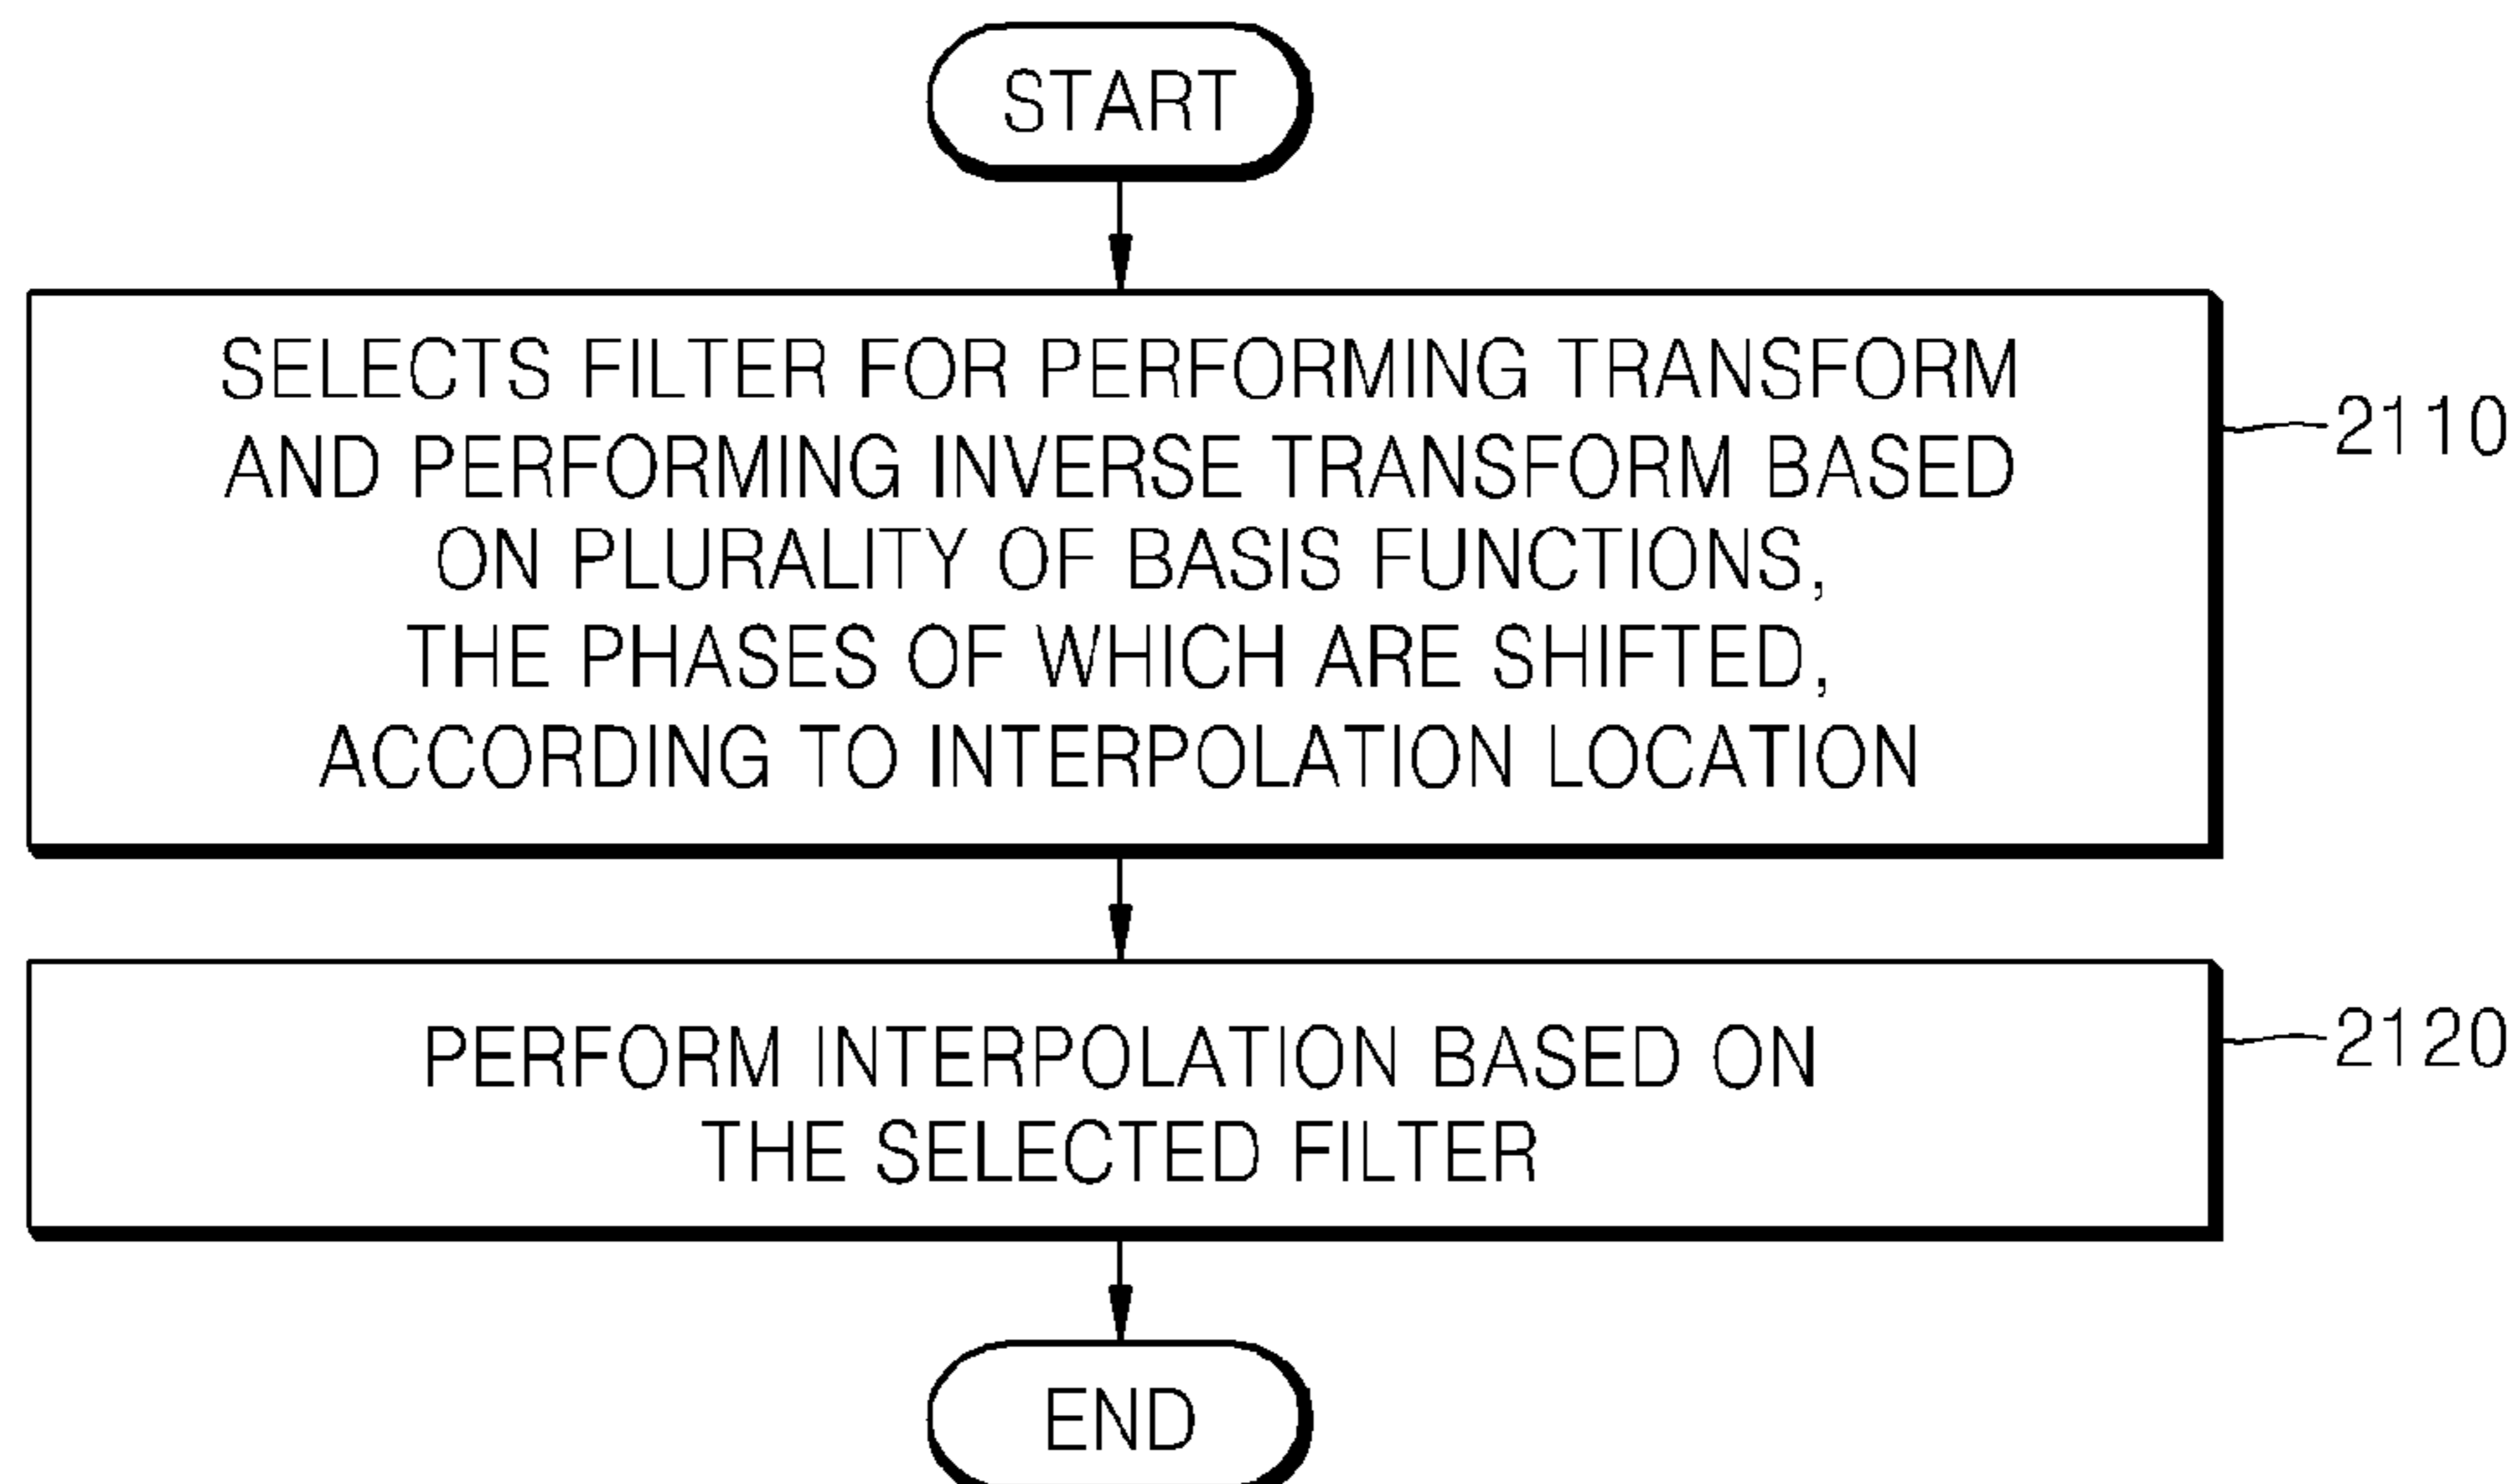 START
SELECTS FILTER FOR PERFORMING TRANSFORM
AND PERFORMING INVERSE TRANSFORM BASED
ON PLURALITY OF BASIS FUNCTIONS,
THE PHASES OF WHICH ARE SHIFTED,
ACCORDING TO INTERPOLATION LOCATION
2110
PERFORM INTERPOLATION BASED ON
THE SELECTED FILTER
2120
END